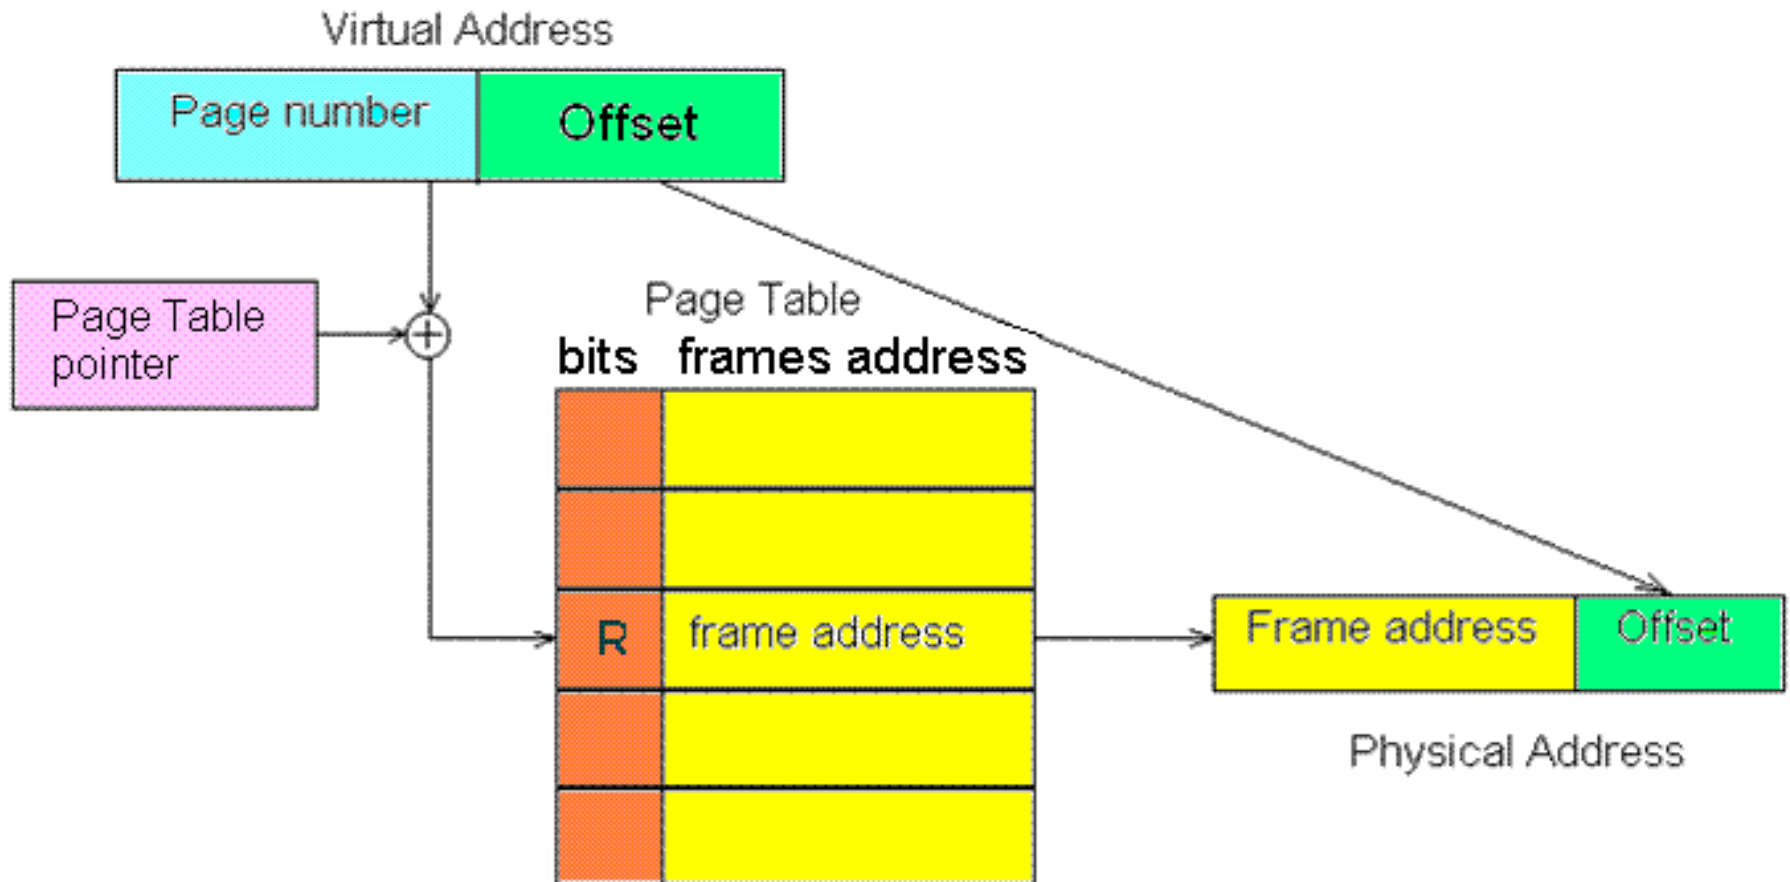 Virtual Address
Page number
Offset
Page Table
pointer
Page Table
bits frames address
R
frame address
Frame address
Offset
Physical Address